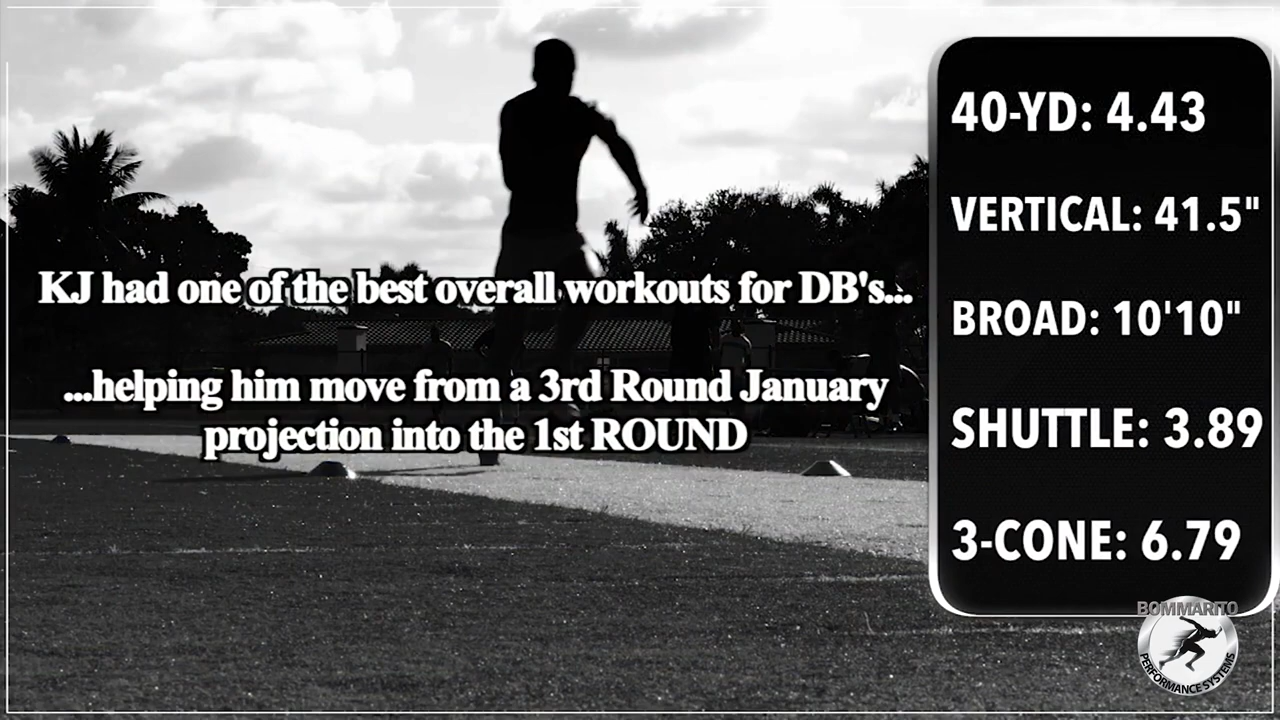 KJ had one of the best overall workouts for DB's...
...helping him move from a 3rd Round January
projection into the 1st ROUND
40-YD: 4.43
VERTICAL: 41.5"
BROAD: 10'10"
SHUTTLE: 3.89
3-CONE: 6.79
BOMMARITO
PERFORMANCE SYSTEMS